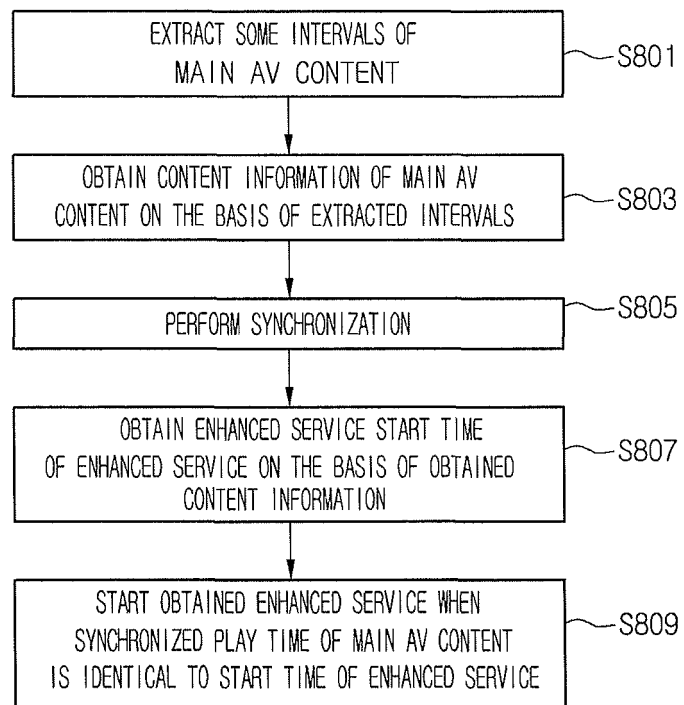 EXTRACT SOME INTERVALS OF
MAIN AV CONTENT
S801
OBTAIN CONTENT INFORMATION OF MAIN AV
CONTENT ON THE BASIS OF EXTRACTED INTERVALS
S803
PERFORM SYNCHRONIZATION
S805
OBTAIN ENHANCED SERVICE START TIME
OF ENHANCED SERVICE ON THE BASIS OF OBTAINED
CONTENT INFORMATION
S807
START OBTAINED ENHANCED SERVICE WHEN
SYNCHRONIZED PLAY TIME OF MAIN AV CONTENT
IS IDENTICAL TO START TIME OF ENHANCED SERVICE
S809